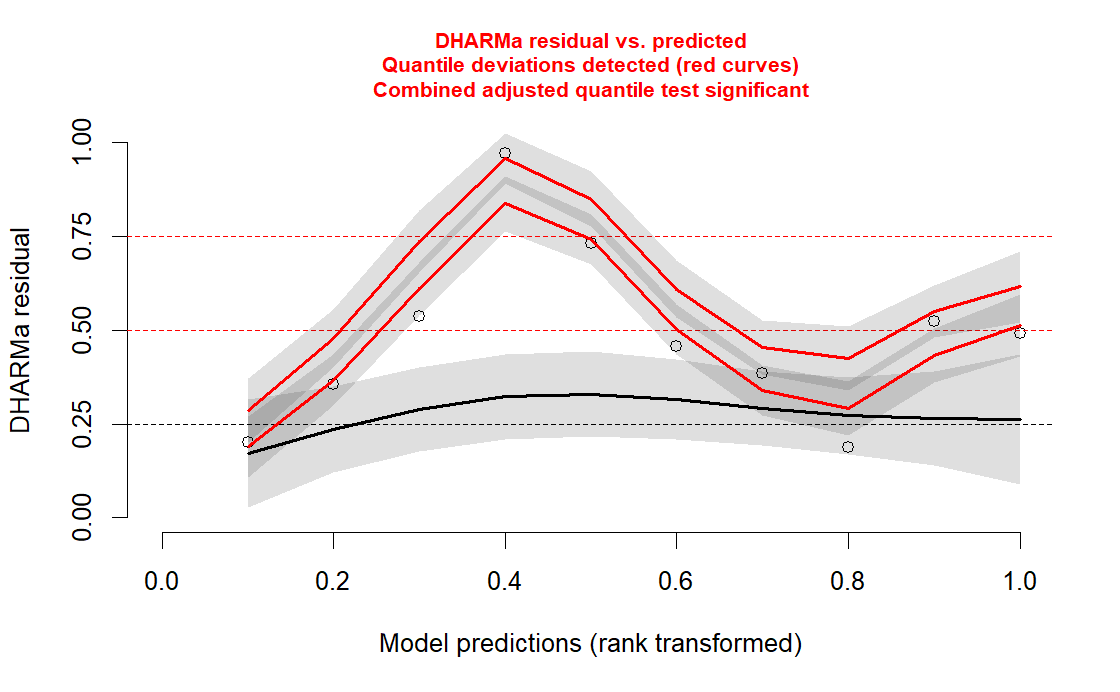 DHARMa residual vs. predicted
Quantile deviations detected (red curves)
Combined adjusted quantile test significant
DHARMa residual
1.00
0.75
0.50
0.25
0.00
0.0 0.2 0.4 0.6 0.8 1.0
Model predictions (rank transformed)